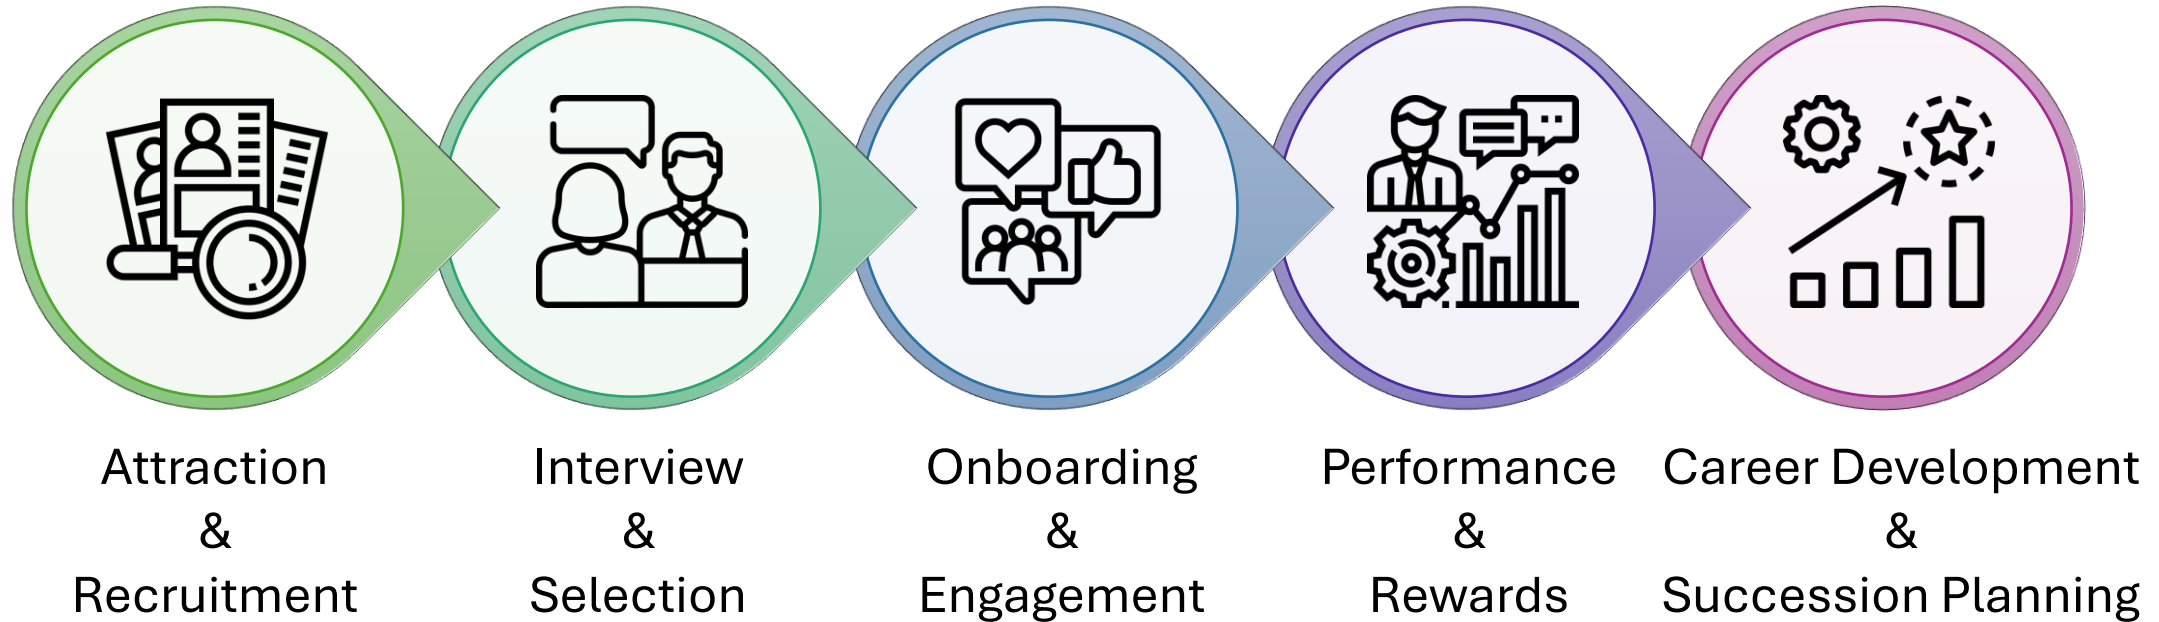 Attraction
&
Recruitment
Interview
&
Selection
Onboarding
&
Engagement
Performance
&
Rewards
Career Development
&
Succession Planning